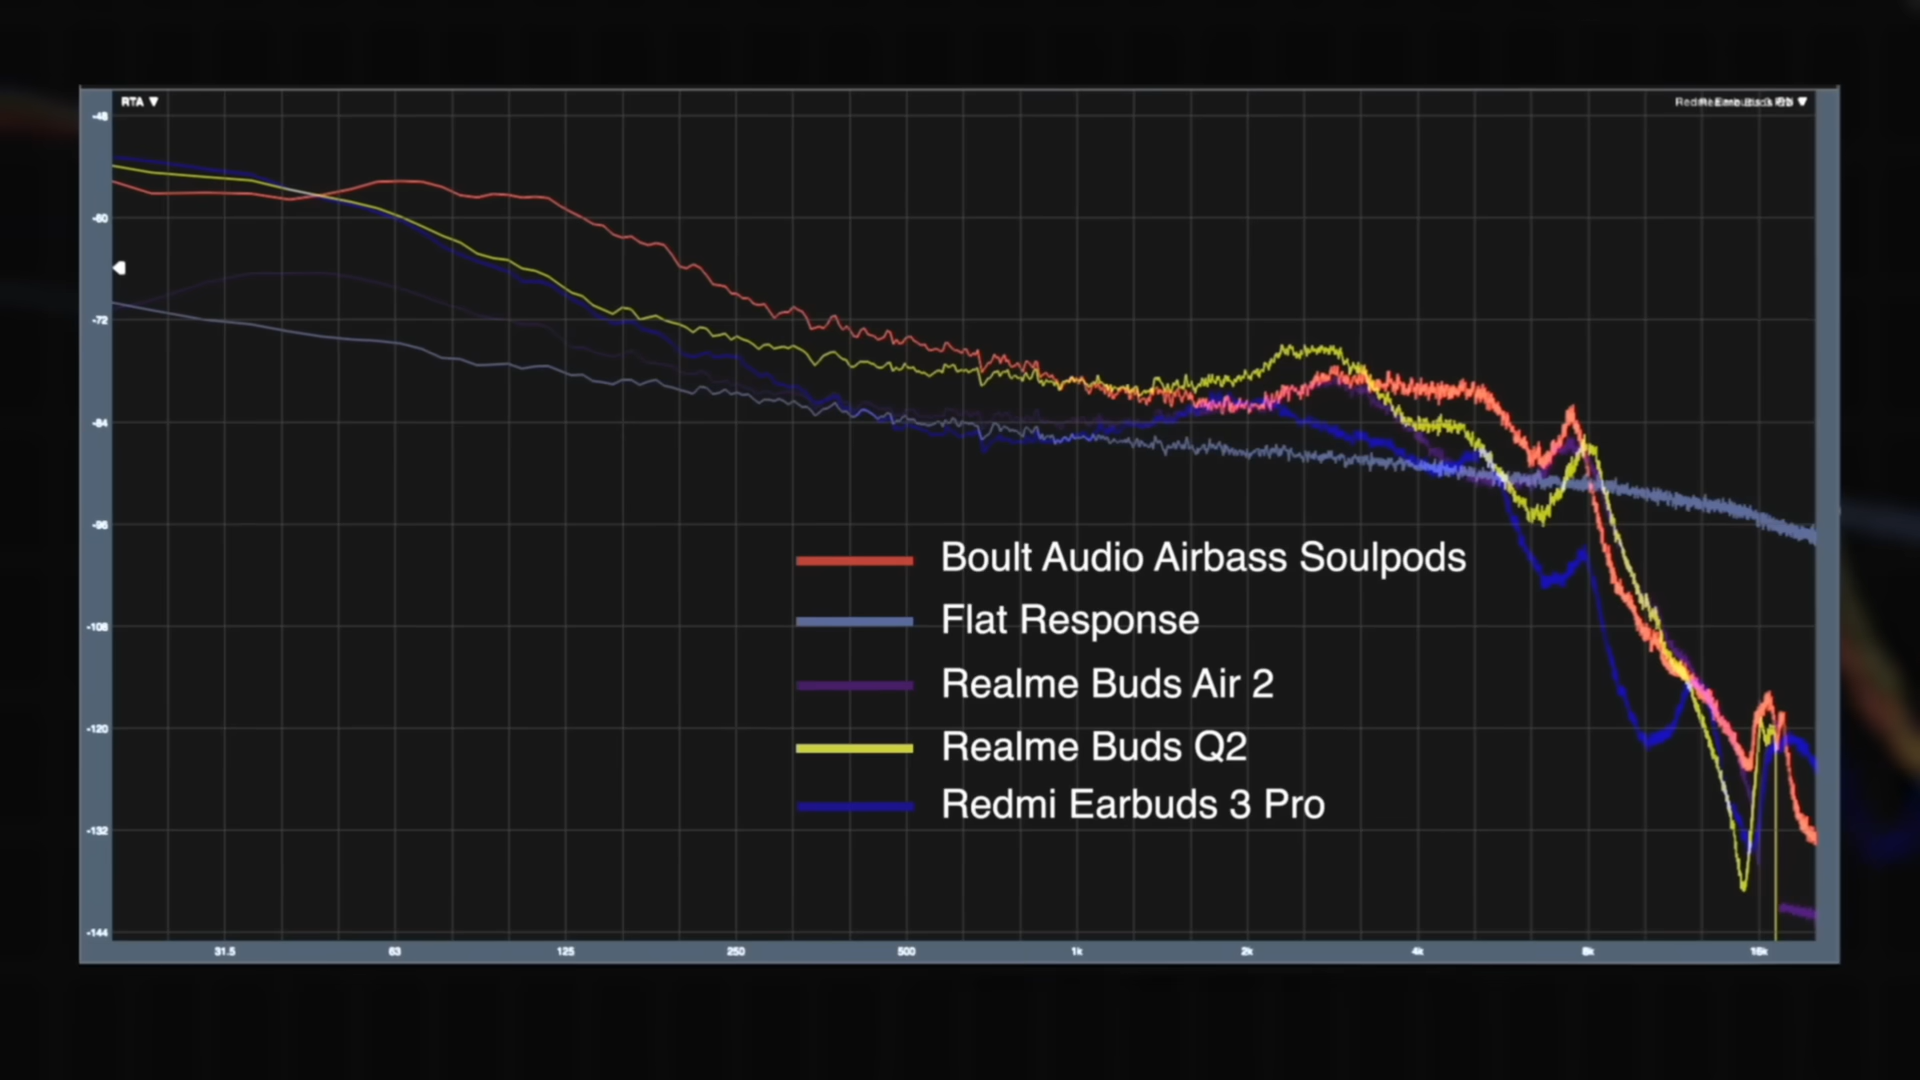 RTA ▼
-48
-60
-72
-84
-96
-108
-120
-132
-144
Boult Audio Airbass Soulpods
Flat Response
Realme Buds Air 2
Realme Buds Q2
Redmi Earbuds 3 Pro
31.5 63 125 250 500 1k 2k 4k 8k 16k